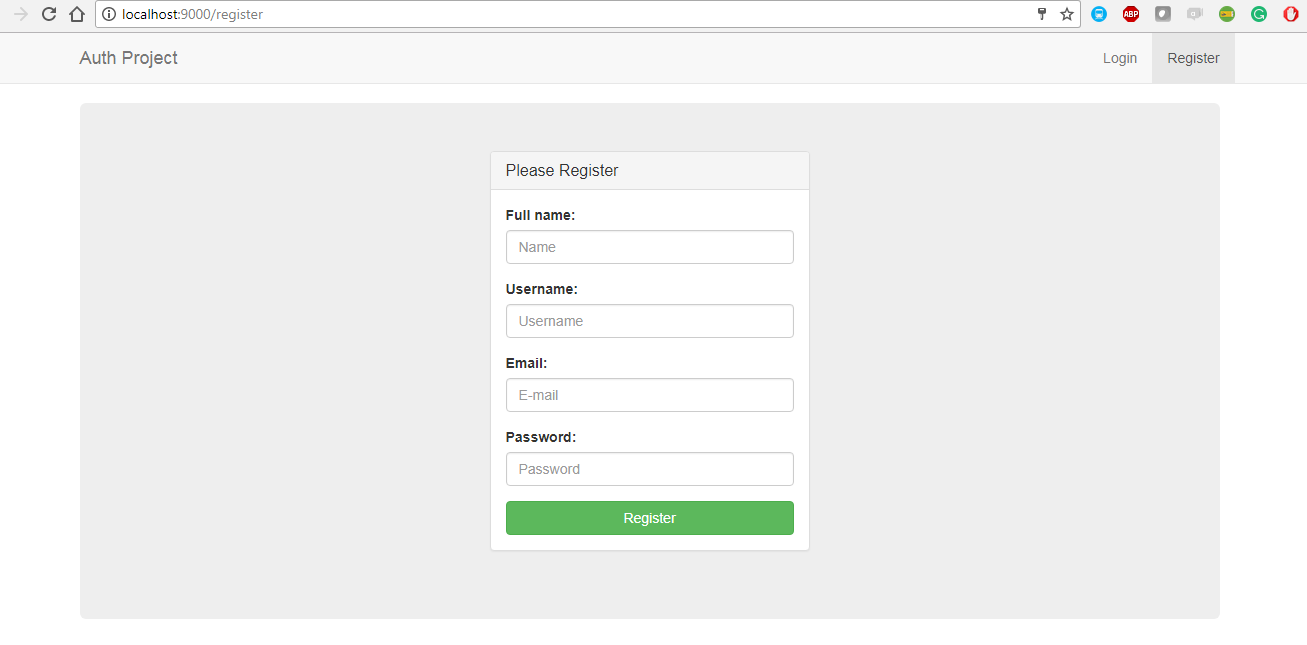 localhost:9000/register
ABP
Auth Project
Login
Register
Please Register
Full name:
Name
Username:
Username
Email:
E-mail
Password:
Password
Register